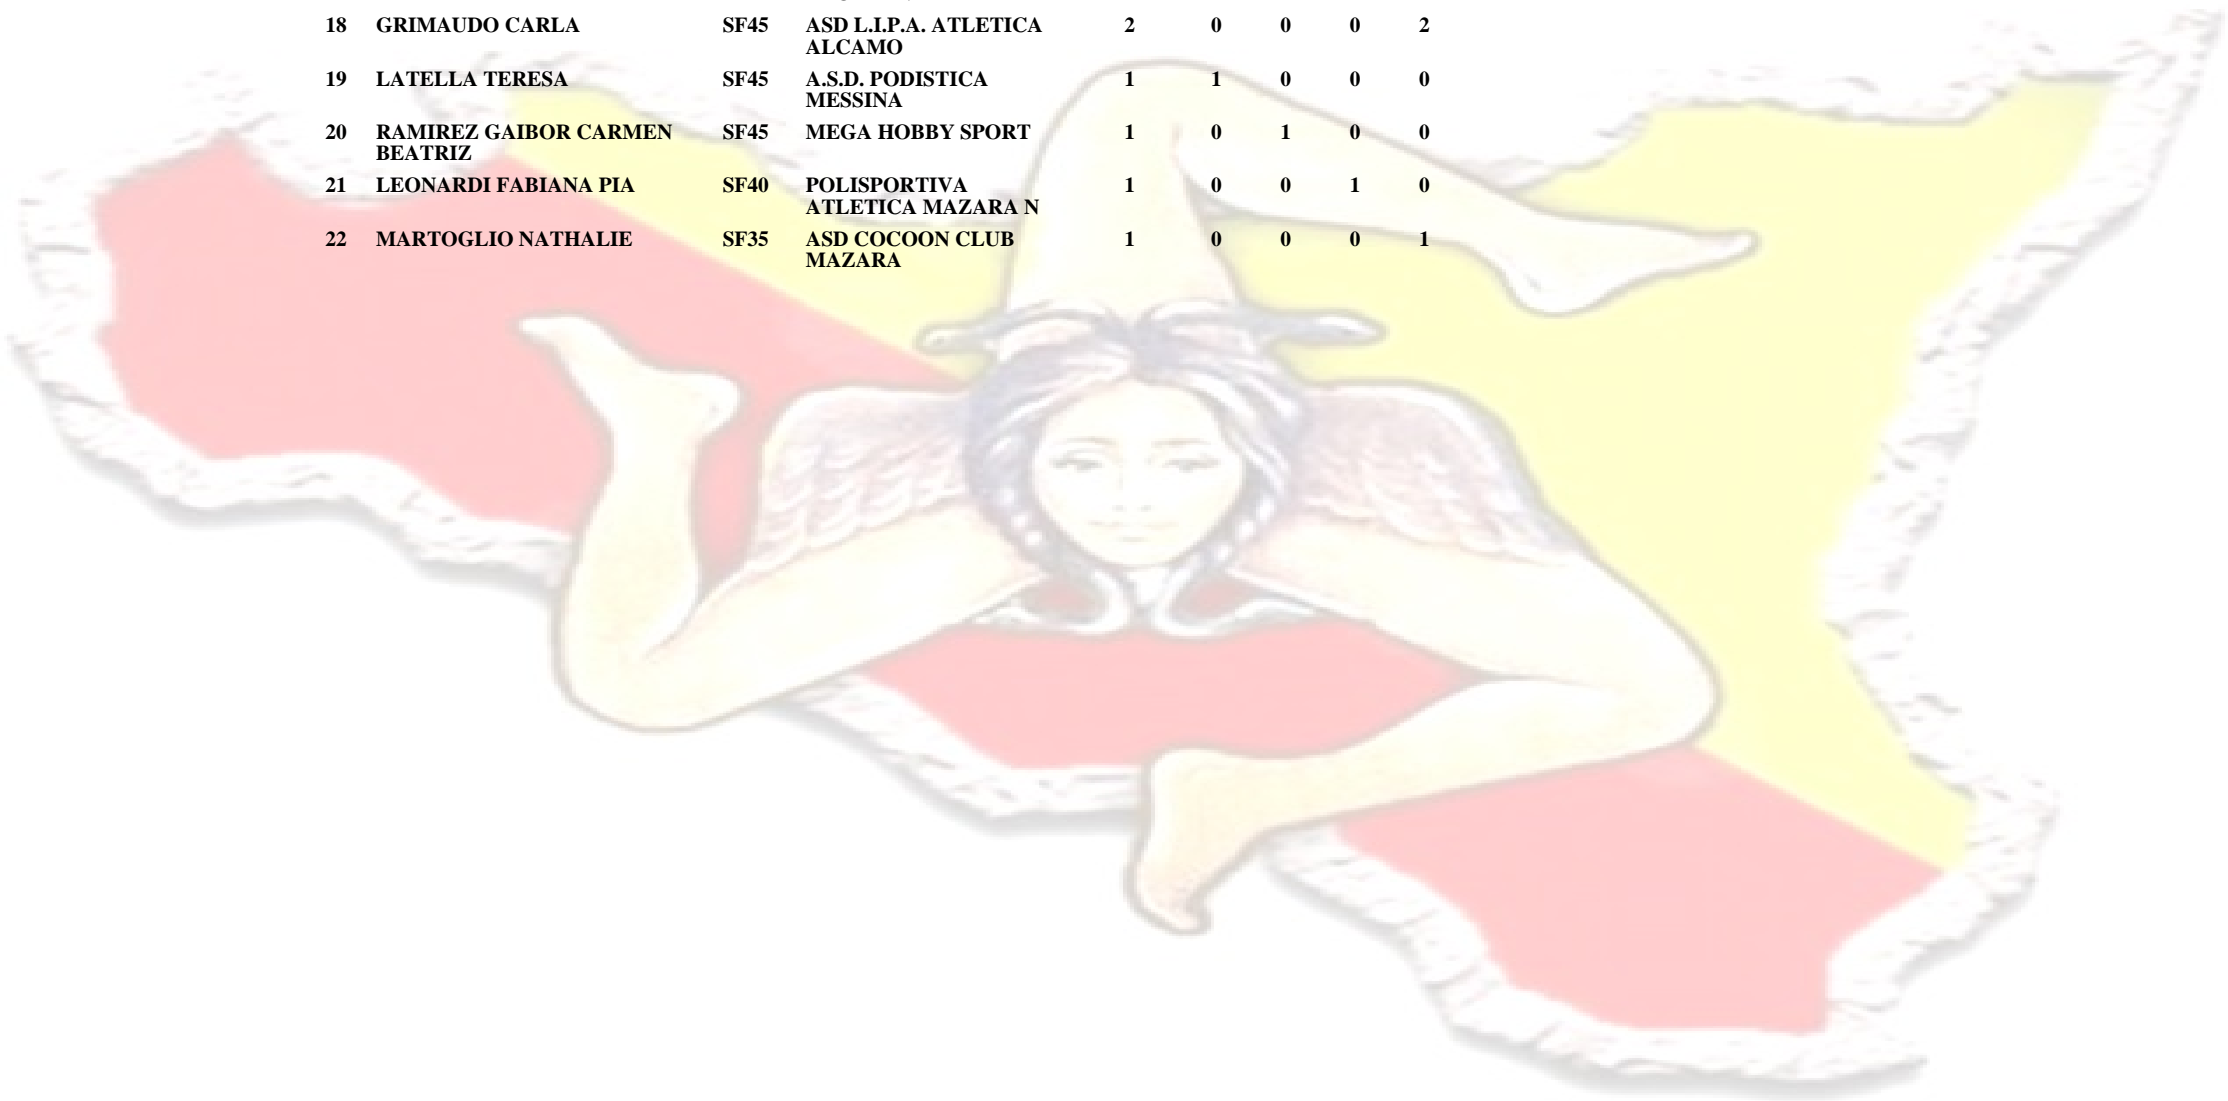 18 GRIMAUDO CARLA SF45 ASD L.I.P.A. ATLETICA 2 0 0 0 2
ALCAMO
19 LATELLA TERESA SF45 A.S.D. PODISTICA 1 1 0 0 0
MESSINA
20 RAMIREZ GAIBOR CARMEN SF45 MEGA HOBBY SPORT 1 0 1 0 0
BEATRIZ
21 LEONARDI FABIANA PIA SF40 POLISPORTIVA 1 0 0 1 0
ATLETICA MAZARA N
22 MARTOGLIO NATHALIE SF35 ASD COCOON CLUB 1 0 0 0 1
MAZARA